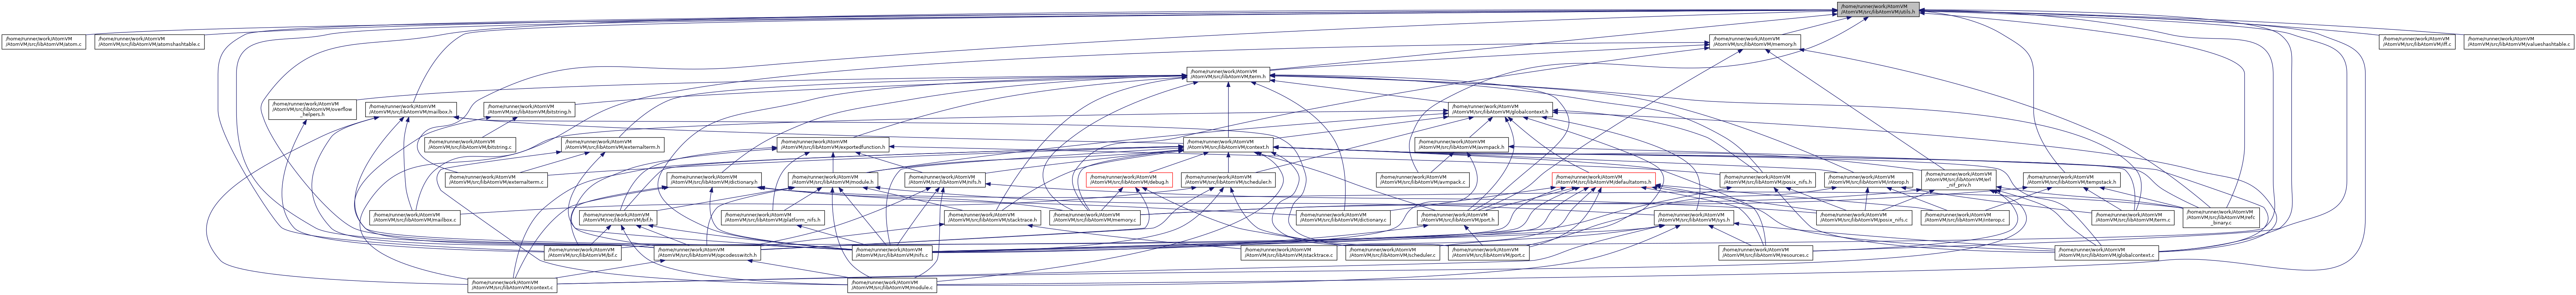 /home/runner/work/AtomVM
/AtomVM/src/libAtomVM/utils.h
/home/runner/work/AtomVM
/AtomVM/src/libAtomVM/atom.c
/home/runner/work/AtomVM
/AtomVM/src/libAtomVM/atomshashtable.c
/home/runner/work/AtomVM
/AtomVM/src/libAtomVM/memory.h
/home/runner/work/AtomVM
/AtomVM/src/libAtomVM/iff.c
/home/runner/work/AtomVM
/AtomVM/src/libAtomVM/valueshashtable.c
/home/runner/work/AtomVM
/AtomVM/src/libAtomVM/term.h
/home/runner/work/AtomVM
/AtomVM/src/libAtomVM/overflow
_helpers.h
/home/runner/work/AtomVM
/AtomVM/src/libAtomVM/mailbox.h
/home/runner/work/AtomVM
/AtomVM/src/libAtomVM/bitstring.h
/home/runner/work/AtomVM
/AtomVM/src/libAtomVM/globalcontext.h
/home/runner/work/AtomVM
/AtomVM/src/libAtomVM/bitstring.c
/home/runner/work/AtomVM
/AtomVM/src/libAtomVM/externalterm.h
/home/runner/work/AtomVM
/AtomVM/src/libAtomVM/exportedfunction.h
/home/runner/work/AtomVM
/AtomVM/src/libAtomVM/context.h
/home/runner/work/AtomVM
/AtomVM/src/libAtomVM/avmpack.h
/home/runner/work/AtomVM
/AtomVM/src/libAtomVM/externalterm.c
/home/runner/work/AtomVM
/AtomVM/src/libAtomVM/dictionary.h
/home/runner/work/AtomVM
/AtomVM/src/libAtomVM/module.h
/home/runner/work/AtomVM
/AtomVM/src/libAtomVM/nifs.h
/home/runner/work/AtomVM
/AtomVM/src/libAtomVM/debug.h
/home/runner/work/AtomVM
/AtomVM/src/libAtomVM/scheduler.h
/home/runner/work/AtomVM
/AtomVM/src/libAtomVM/avmpack.c
/home/runner/work/AtomVM
/AtomVM/src/libAtomVM/defaultatoms.h
/home/runner/work/AtomVM
/AtomVM/src/libAtomVM/posix_nifs.h
/home/runner/work/AtomVM
/AtomVM/src/libAtomVM/interop.h
/home/runner/work/AtomVM
/AtomVM/src/libAtomVM/erl
_nif_priv.h
/home/runner/work/AtomVM
/AtomVM/src/libAtomVM/tempstack.h
/home/runner/work/AtomVM
/AtomVM/src/libAtomVM/mailbox.c
/home/runner/work/AtomVM
/AtomVM/src/libAtomVM/bif.h
/home/runner/work/AtomVM
/AtomVM/src/libAtomVM/platform_nifs.h
/home/runner/work/AtomVM
/AtomVM/src/libAtomVM/stacktrace.h
/home/runner/work/AtomVM
/AtomVM/src/libAtomVM/memory.c
/home/runner/work/AtomVM
/AtomVM/src/libAtomVM/dictionary.c
/home/runner/work/AtomVM
/AtomVM/src/libAtomVM/port.h
/home/runner/work/AtomVM
/AtomVM/src/libAtomVM/sys.h
/home/runner/work/AtomVM
/AtomVM/src/libAtomVM/posix_nifs.c
/home/runner/work/AtomVM
/AtomVM/src/libAtomVM/interop.c
/home/runner/work/AtomVM
/AtomVM/src/libAtomVM/term.c
/home/runner/work/AtomVM
/AtomVM/src/libAtomVM/refc
_binary.c
/home/runner/work/AtomVM
/AtomVM/src/libAtomVM/bif.c
/home/runner/work/AtomVM
/AtomVM/src/libAtomVM/opcodesswitch.h
/home/runner/work/AtomVM
/AtomVM/src/libAtomVM/nifs.c
/home/runner/work/AtomVM
/AtomVM/src/libAtomVM/stacktrace.c
/home/runner/work/AtomVM
/AtomVM/src/libAtomVM/scheduler.c
/home/runner/work/AtomVM
/AtomVM/src/libAtomVM/port.c
/home/runner/work/AtomVM
/AtomVM/src/libAtomVM/resources.c
/home/runner/work/AtomVM
/AtomVM/src/libAtomVM/globalcontext.c
/home/runner/work/AtomVM
/AtomVM/src/libAtomVM/context.c
/home/runner/work/AtomVM
/AtomVM/src/libAtomVM/module.c